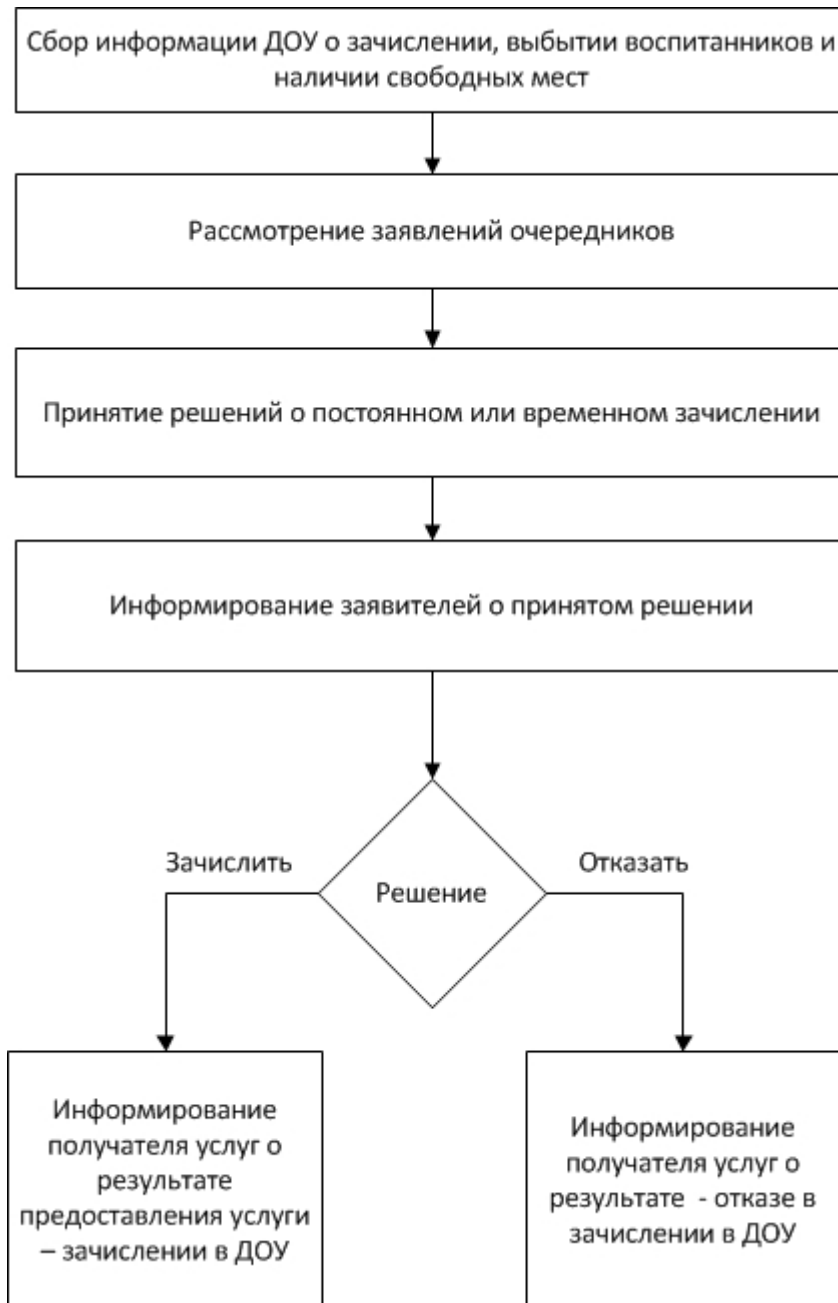 Сбор информации ДОУ о зачислении, выбытии воспитанников и
наличии свободных мест
Рассмотрение заявлений очередников
Принятие решений о постоянном или временном зачислении
Информирование заявителей о принятом решении
Зачислить
Отказать
Решение
Информирование
получателя услуг о
результате
предоставления услуги
– зачислении в ДОУ
Информирование
получателя услуг о
результате - отказе в
зачислении в ДОУ